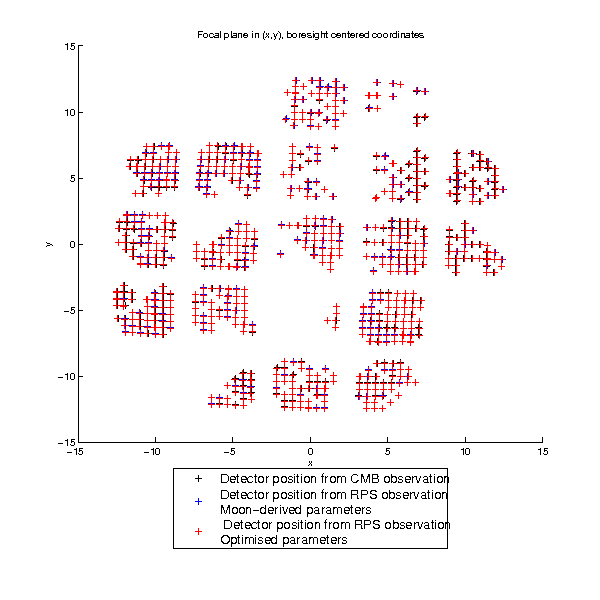 Focal plane in (x,y), boresight centered coordinates
15
10
5
0
−5
−10
−15
y
−15 −10 −5 0 5 10 15
x
Detector position from CMB observation
Detector position from RPS observation
Moon−derived parameters
Detector position from RPS observation
Optimised parameters